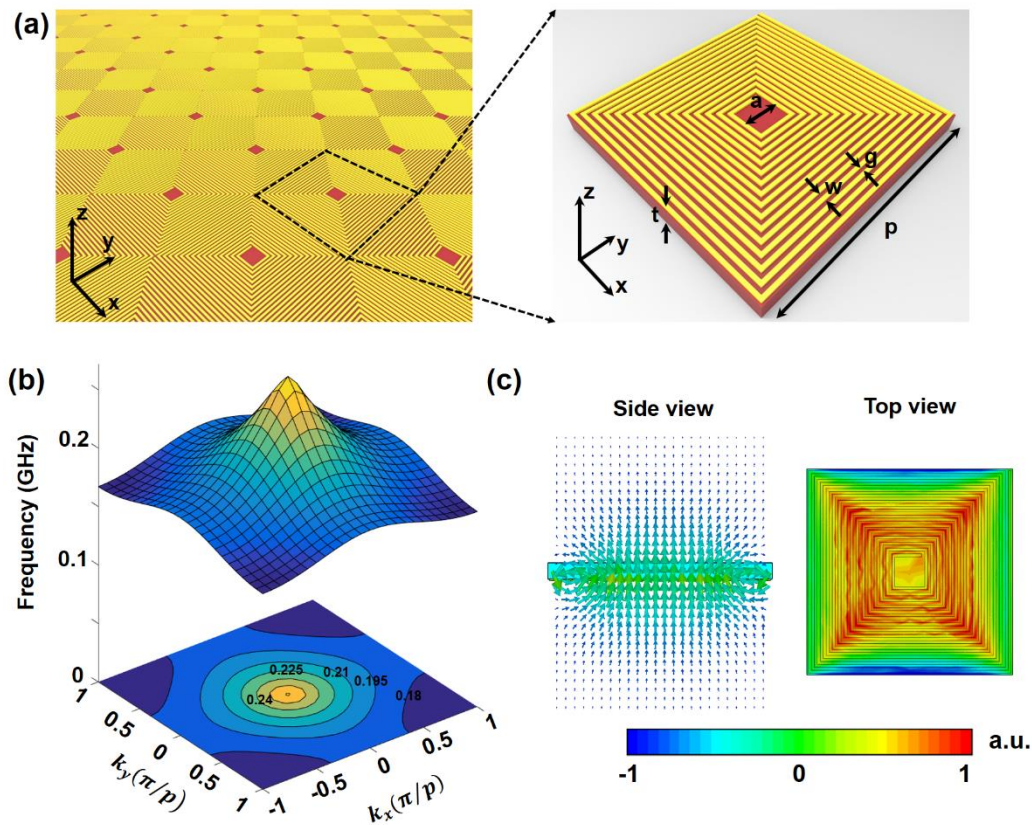 (a)
z
y
x
a
g
w
t
p
z
y
x
(b)
Frequency (GHz)
0.2
0.1
0
0.225
0.21
0.195
0.18
0.24
1
0.5
0
0.5
1
k_y(π/p)
-1
-0.5
0
0.5
1
k_x(π/p)
(c)
Side view
Top view
-1
0
1
a.u.